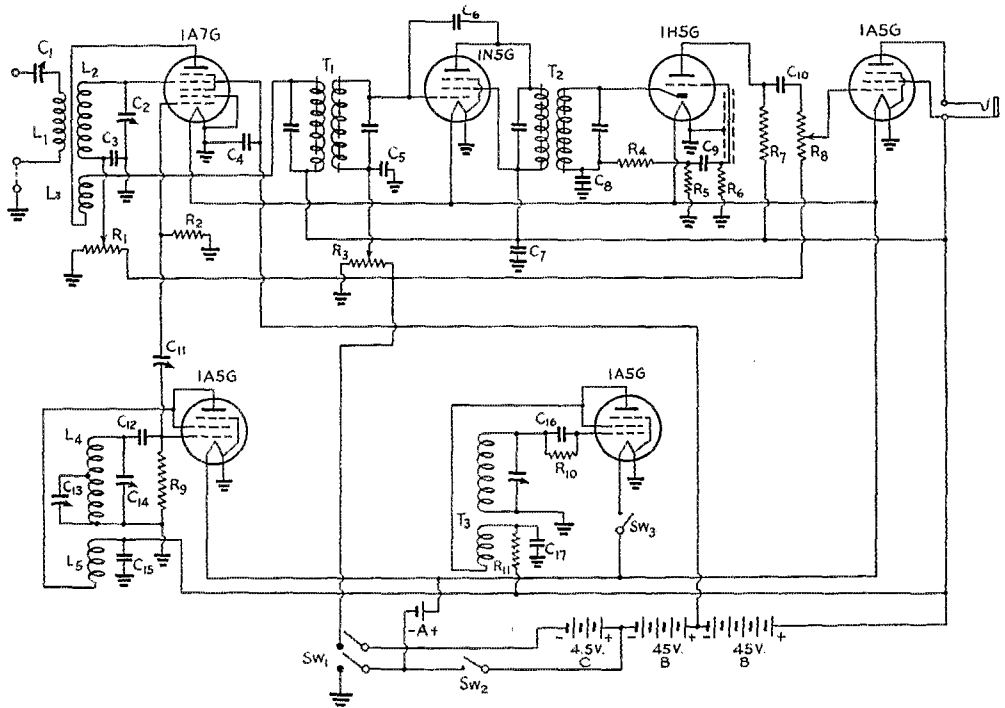 C6
1A7G
1N5G
1H5G
1A5G
C1
L2
T1
T2
C10
C2
L1
C3
C4
C5
R4
C9
R7
R8
L3
C8
R5
R6
R1
R2
R3
C7
C11
1A5G
1A5G
C12
C16
L4
R10
C13
C14
R9
T3
SW3
L5
C15
R11
C17
-A+
- + - + - +
4.5V. 45V. 45V.
C B B
SW1
SW2